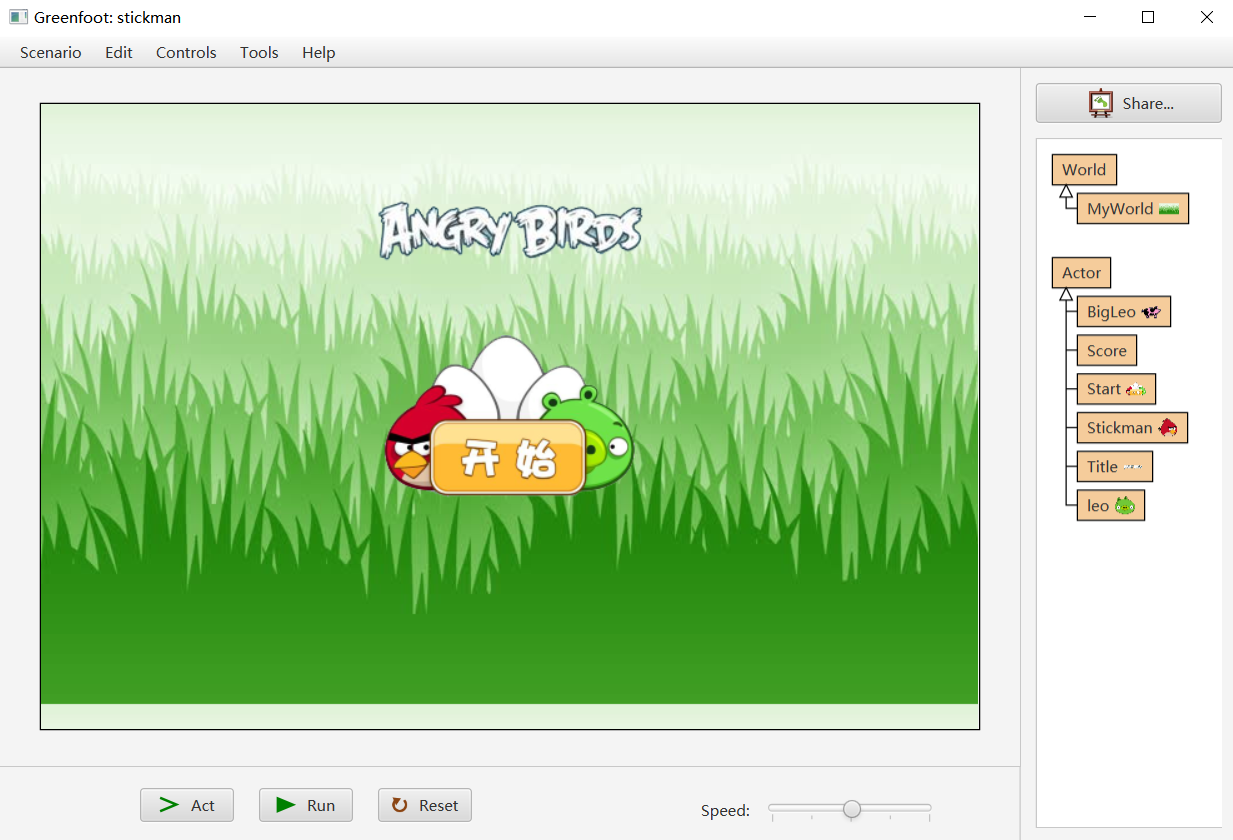 Greenfoot: stickman
Scenario Edit Controls Tools Help
Share...
World
MyWorld
Actor
BigLeo
Score
Start
Stickman
Title
leo
ANGRY BIRDS
开始
Act Run Reset Speed: